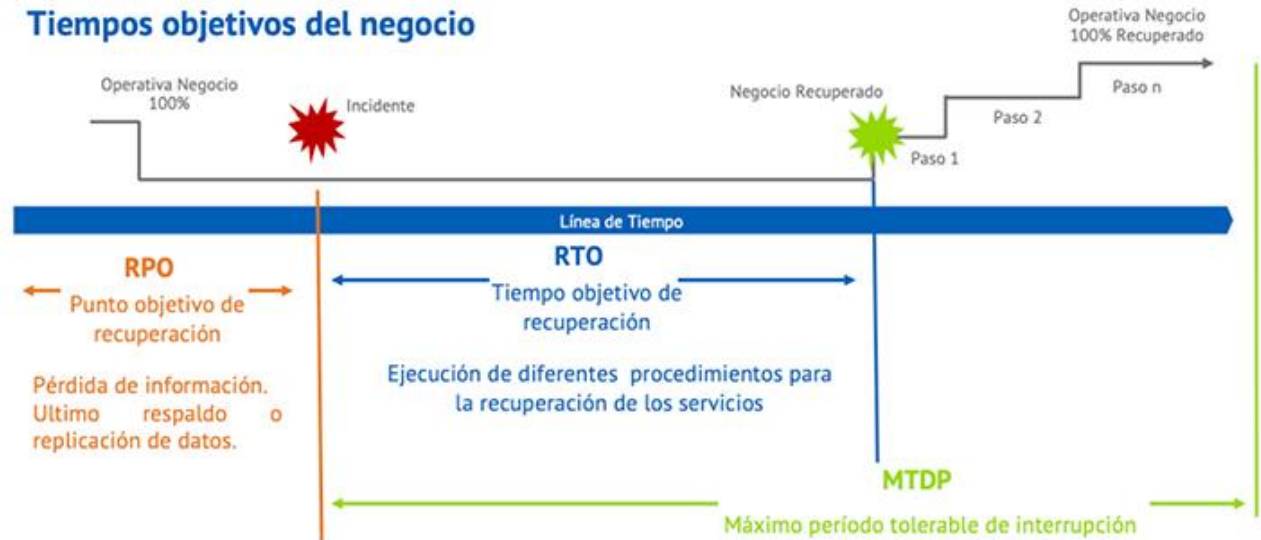 Tiempos objetivos del negocio
Operativa Negocio
100%
Incidente
Negocio Recuperado
Operativa Negocio
100% Recuperado
Paso 1
Paso 2
Paso n
Línea de Tiempo
RPO
Punto objetivo de
recuperación
Pérdida de información.
Ultimo respaldo o
replicación de datos.
RTO
Tiempo objetivo de
recuperación
Ejecución de diferentes procedimientos para
la recuperación de los servicios
MTDP
Máximo período tolerable de interrupción